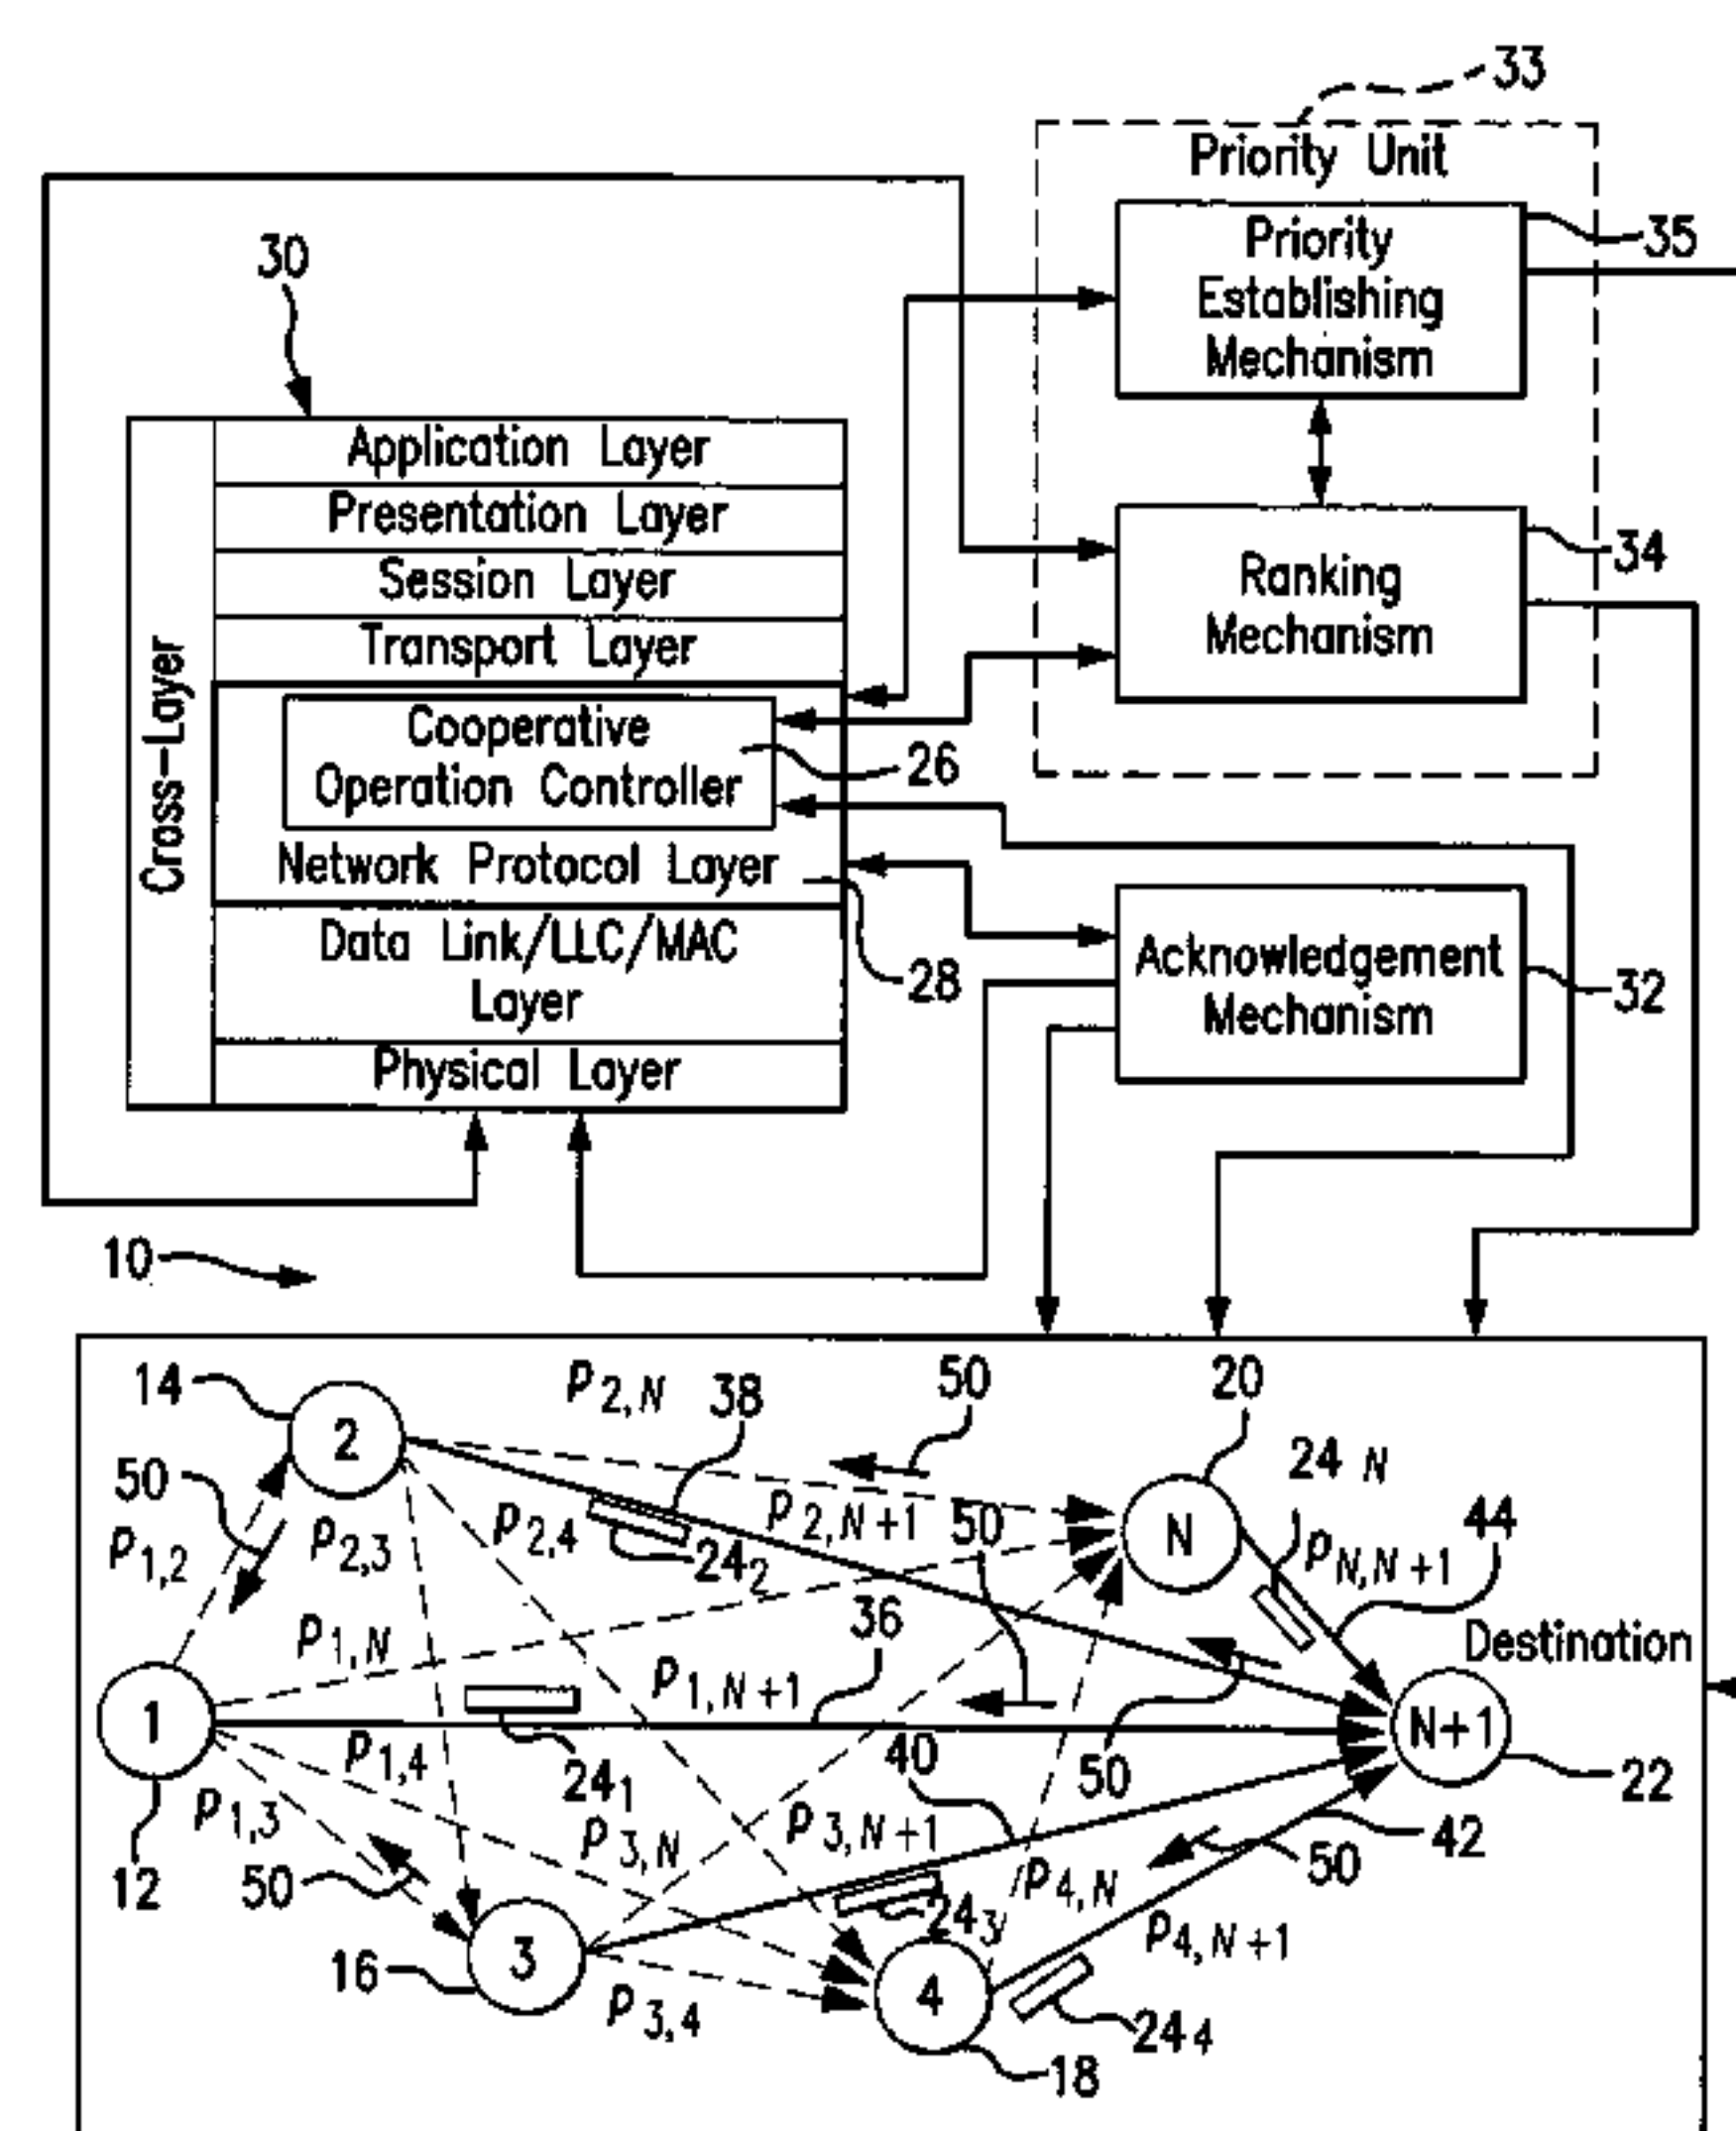 33
Priority Unit
Priority
Establishing
Mechanism
35
30
Application Layer
Presentation Layer
Session Layer
Transport Layer
Ranking
Mechanism
34
Cross-Layer
Cooperative
Operation Controller
26
Network Protocol Layer
28
Data Link/LLC/MAC
Layer
Acknowledgement
Mechanism
32
Physical Layer
10
14
2
P2,N
38
50
20
24 N
50
P1,2
P2,3
P2,4
242
P2,N+1
50
N
PN,N+1
44
P1,N
36
Destination
1
P1,N+1
N+1
22
P1,4
241
40
50
P1,3
P3,N
P3,N+1
42
12
50
P4,N
50
243
3
16
P4,N+1
4
P3,4
244
18